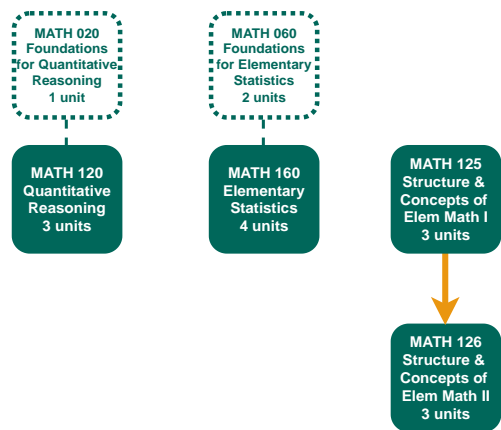 MATH 020
Foundations
for Quantitative
Reasoning
1 unit
MATH 060
Foundations
for Elementary
Statistics
2 units
MATH 120
Quantitative
Reasoning
3 units
MATH 160
Elementary
Statistics
4 units
MATH 125
Structure &
Concepts of
Elem Math I
3 units
MATH 126
Structure &
Concepts of
Elem Math II
3 units